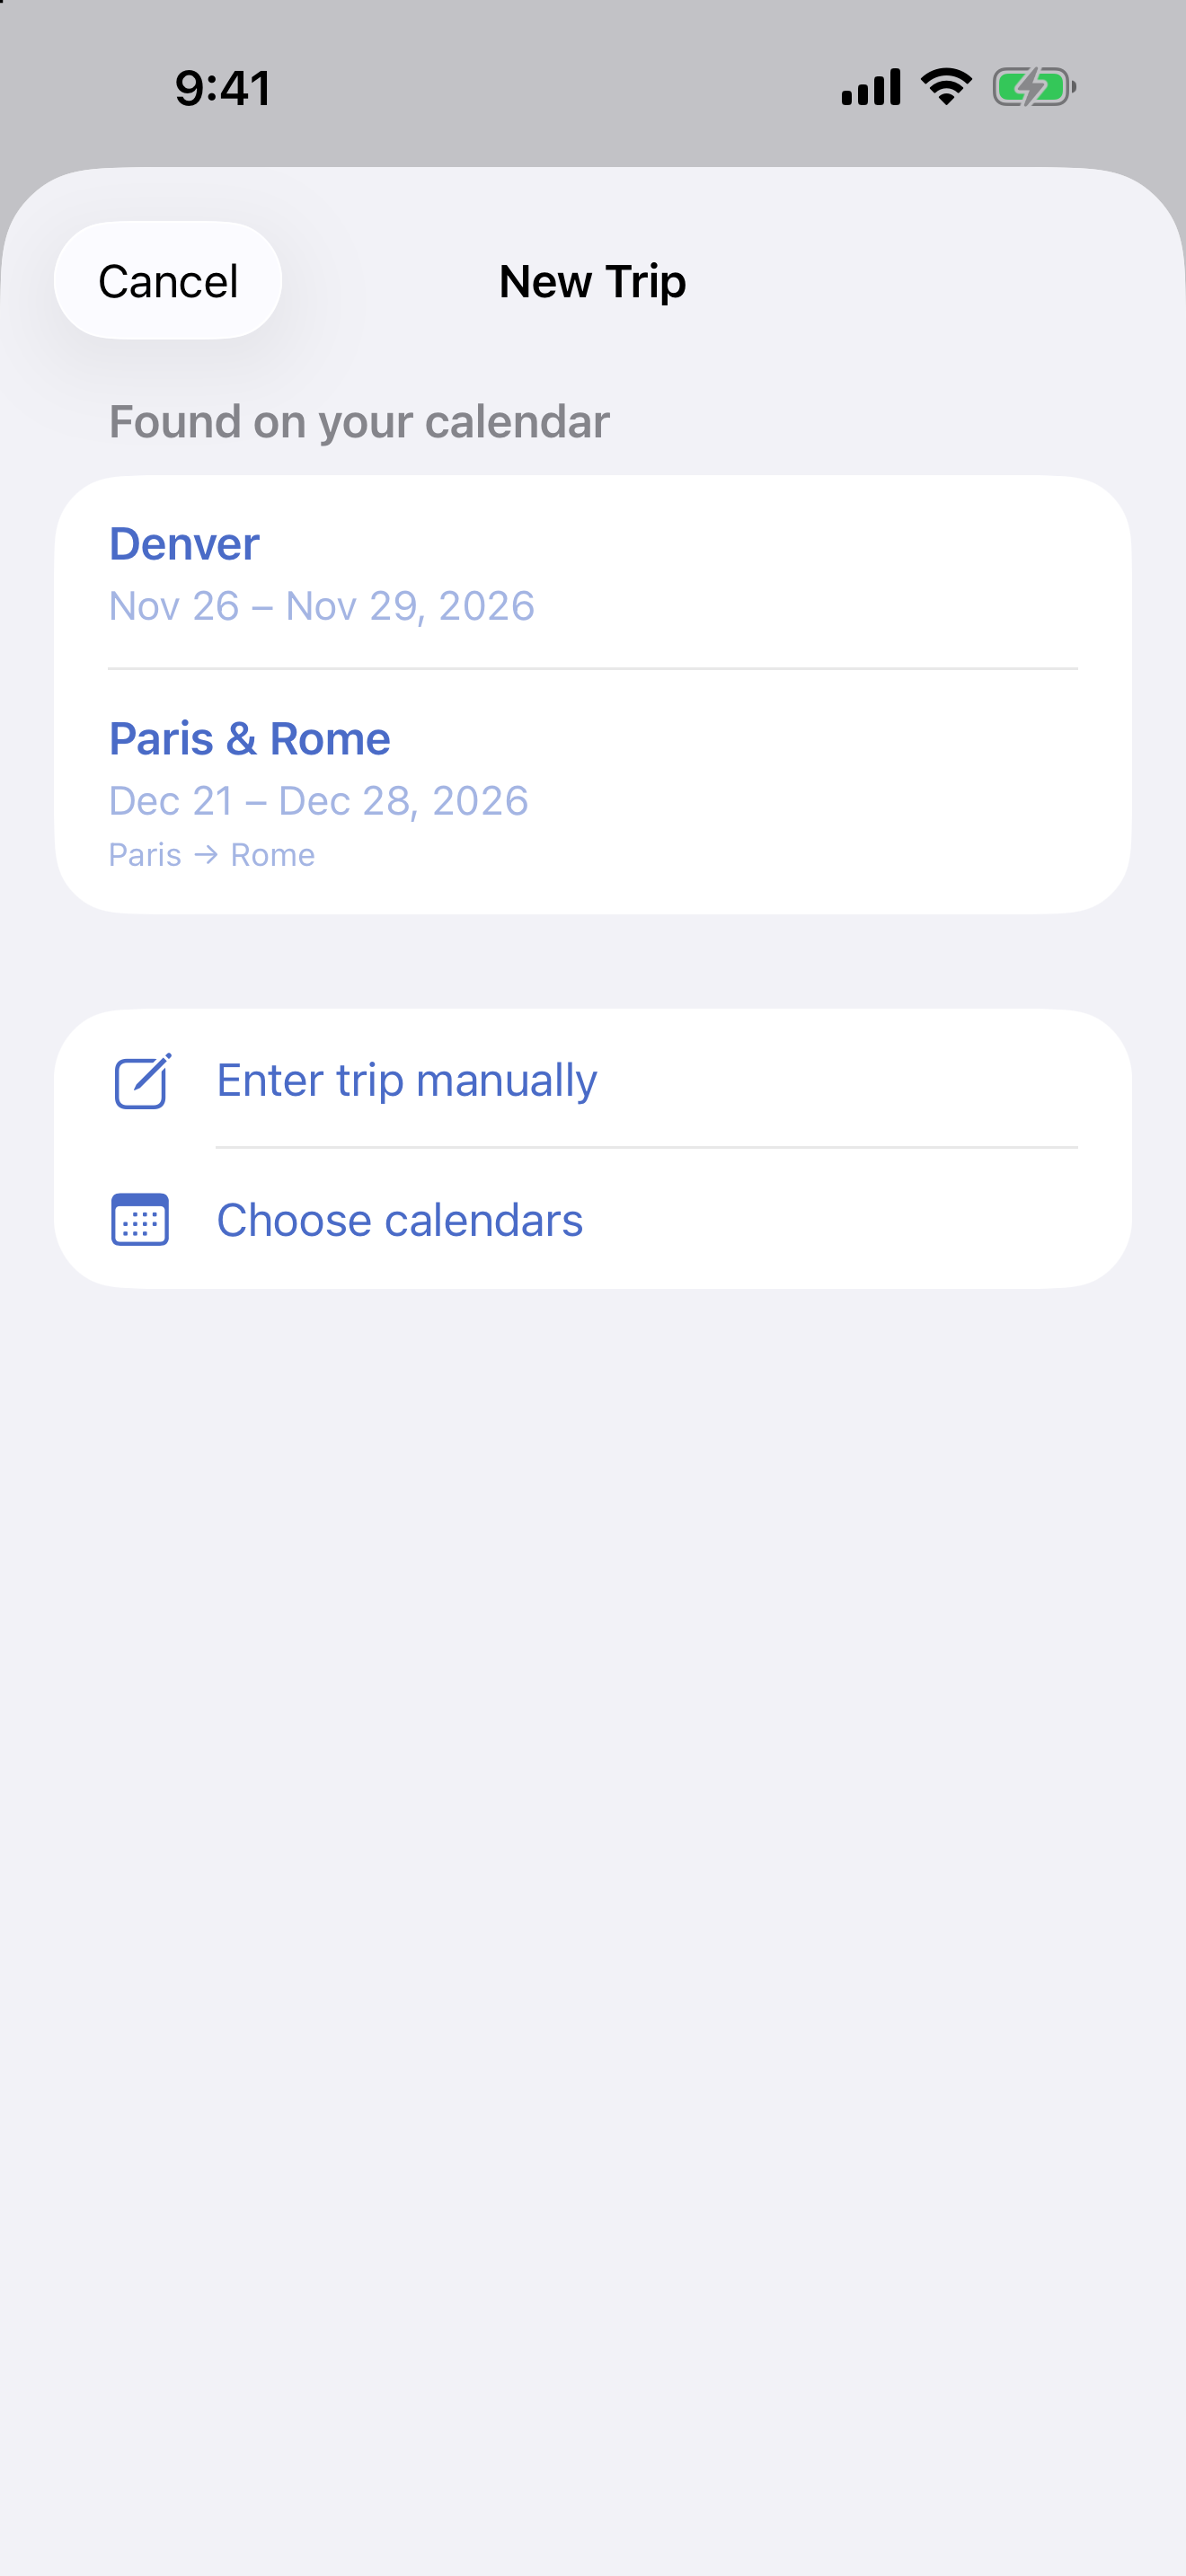 9:41
Cancel
New Trip
Found on your calendar
Denver
Nov 26 – Nov 29, 2026
Paris & Rome
Dec 21 – Dec 28, 2026
Paris → Rome
Enter trip manually
Choose calendars